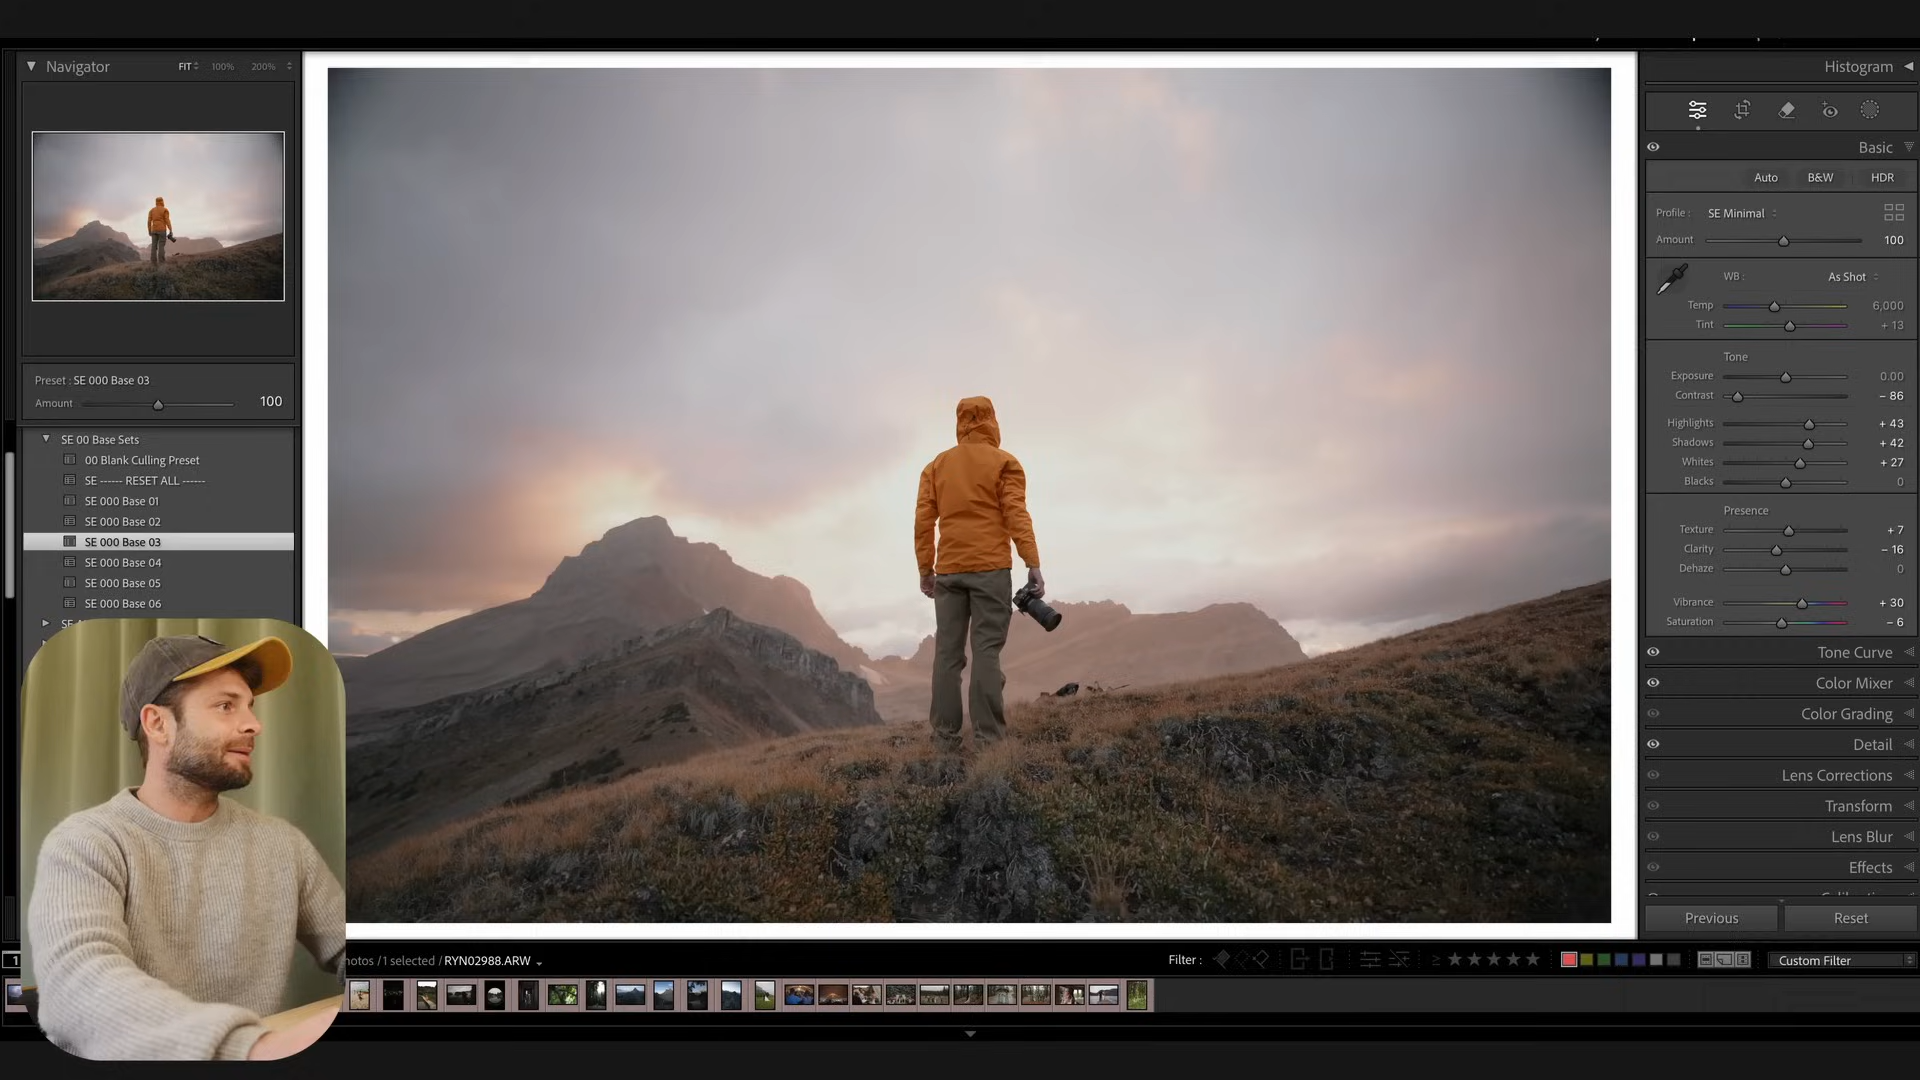 Navigator FIT 100% 200%
Preset : SE 000 Base 03
Amount 100
SE 00 Base Sets
00 Blank Culling Preset
SE ------ RESET ALL ------
SE 000 Base 01
SE 000 Base 02
SE 000 Base 03
SE 000 Base 04
SE 000 Base 05
SE 000 Base 06
Histogram
Basic
Auto B&W HDR
Profile : SE Minimal
Amount 100
WB : As Shot
Temp 6,000
Tint + 13
Tone
Exposure 0.00
Contrast – 86
Highlights + 43
Shadows + 42
Whites + 27
Blacks 0
Presence
Texture + 7
Clarity – 16
Dehaze 0
Vibrance + 30
Saturation – 6
Tone Curve
Color Mixer
Color Grading
Detail
Lens Corrections
Transform
Lens Blur
Effects
Previous Reset
1 selected / RYN02988.ARW
Filter : Custom Filter